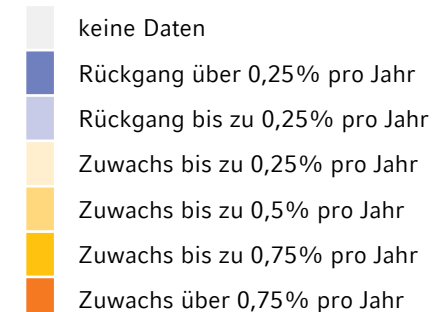 keine Daten
Rückgang über 0,25% pro Jahr
Rückgang bis zu 0,25% pro Jahr
Zuwachs bis zu 0,25% pro Jahr
Zuwachs bis zu 0,5% pro Jahr
Zuwachs bis zu 0,75% pro Jahr
Zuwachs über 0,75% pro Jahr